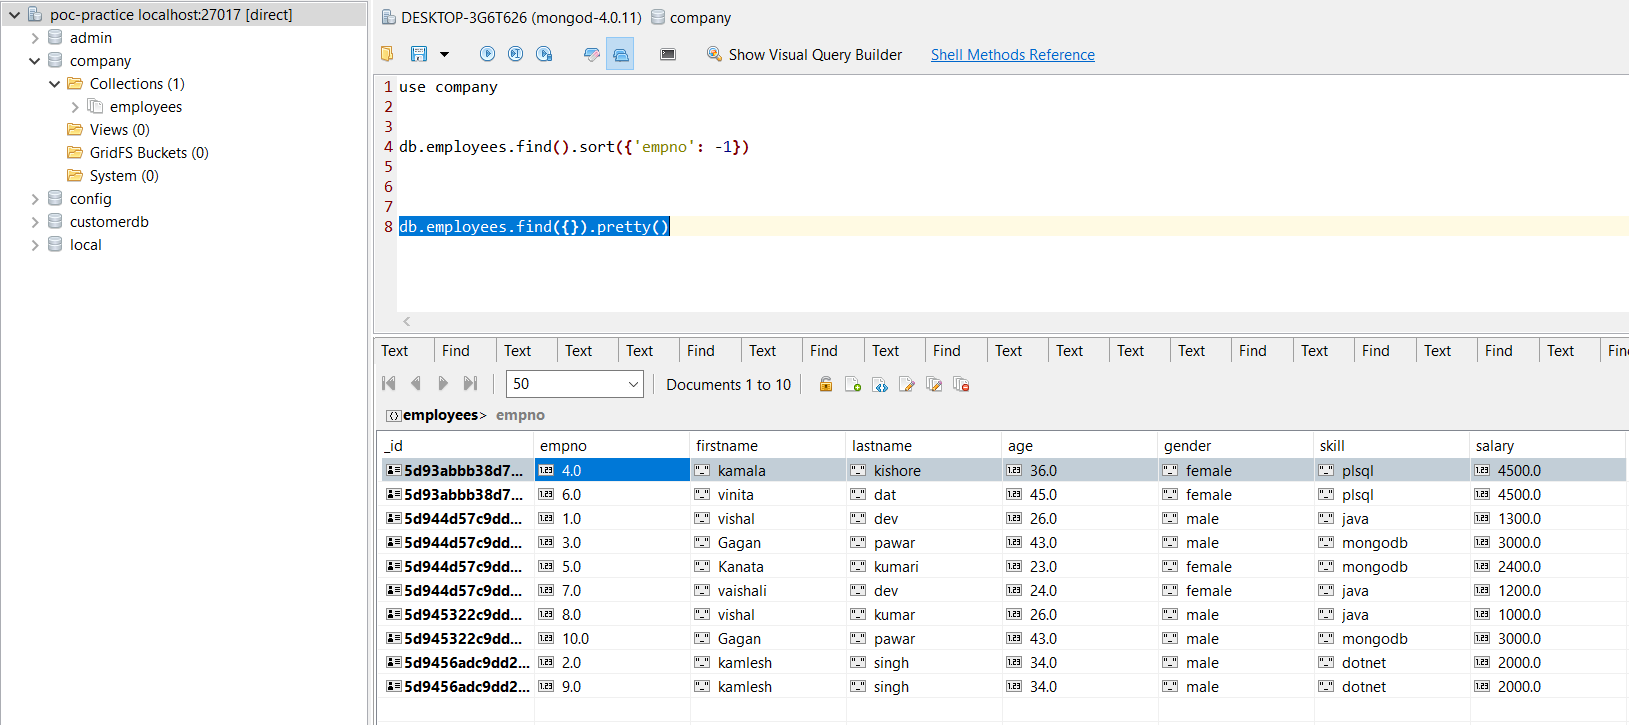 poc-practice localhost:27017 [direct]
admin
company
Collections (1)
employees
Views (0)
GridFS Buckets (0)
System (0)
config
customerdb
local
DESKTOP-3G6T626 (mongod-4.0.11) company
Show Visual Query Builder Shell Methods Reference
1 use company
2
3
4 db.employees.find().sort({'empno': -1})
5
6
7
8 db.employees.find({}).pretty()
Text Find Text Text Text Find Text Find Text Find Text Text Text Text Find Text Find Text Find Text
50 Documents 1 to 10
employees> empno
_id empno firstname lastname age gender skill salary
5d93abbb38d7... 4.0 kamala kishore 36.0 female plsql 4500.0
5d93abbb38d7... 6.0 vinita dat 45.0 female plsql 4500.0
5d944d57c9dd... 1.0 vishal dev 26.0 male java 1300.0
5d944d57c9dd... 3.0 Gagan pawar 43.0 male mongodb 3000.0
5d944d57c9dd... 5.0 Kanata kumari 23.0 female mongodb 2400.0
5d944d57c9dd... 7.0 vaishali dev 24.0 female java 1200.0
5d945322c9dd... 8.0 vishal kumar 26.0 male java 1000.0
5d945322c9dd... 10.0 Gagan pawar 43.0 male mongodb 3000.0
5d9456adc9dd2... 2.0 kamlesh singh 34.0 male dotnet 2000.0
5d9456adc9dd2... 9.0 kamlesh singh 34.0 male dotnet 2000.0